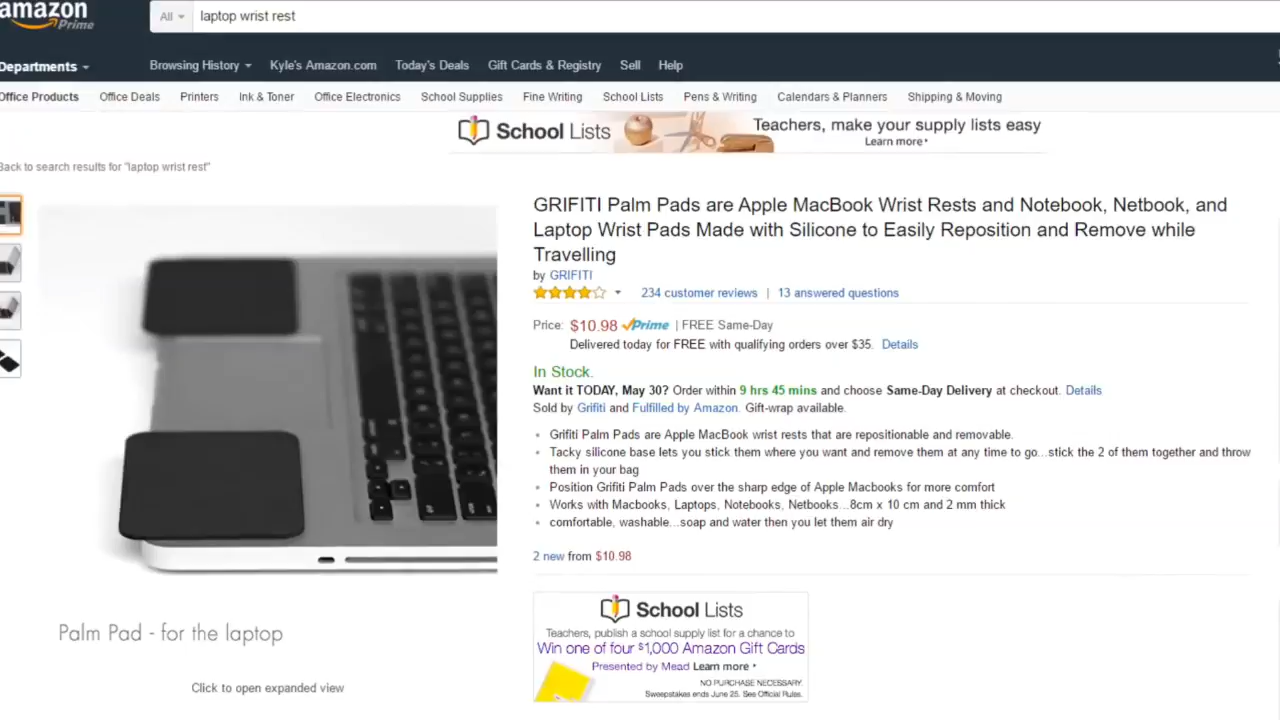 amazon
Prime
All
laptop wrist rest
Departments
Browsing History
Kyle's Amazon.com
Today's Deals
Gift Cards & Registry
Sell
Help
Office Products
Office Deals
Printers
Ink & Toner
Office Electronics
School Supplies
Fine Writing
School Lists
Pens & Writing
Calendars & Planners
Shipping & Moving
School Lists
Teachers, make your supply lists easy
Learn more
Back to search results for "laptop wrist rest"
GRIFITI Palm Pads are Apple MacBook Wrist Rests and Notebook, Netbook, and
Laptop Wrist Pads Made with Silicone to Easily Reposition and Remove while
Travelling
by GRIFITI
234 customer reviews | 13 answered questions
Price: $10.98 Prime | FREE Same-Day
Delivered today for FREE with qualifying orders over $35. Details
In Stock.
Want it TODAY, May 30? Order within 9 hrs 45 mins and choose Same-Day Delivery at checkout. Details
Sold by Grifiti and Fulfilled by Amazon. Gift-wrap available.
Grifiti Palm Pads are Apple MacBook wrist rests that are repositionable and removable.
Tacky silicone base lets you stick them where you want and remove them at any time to go...stick the 2 of them together and throw
them in your bag
Position Grifiti Palm Pads over the sharp edge of Apple Macbooks for more comfort
Works with Macbooks, Laptops, Notebooks, Netbooks...8cm x 10 cm and 2 mm thick
comfortable, washable...soap and water then you let them air dry
2 new from $10.98
School Lists
Teachers, publish a school supply list for a chance to
Win one of four $1,000 Amazon Gift Cards
Presented by Mead Learn more
NO PURCHASE NECESSARY.
Sweepstakes ends June 25. See Official Rules.
Palm Pad - for the laptop
Click to open expanded view